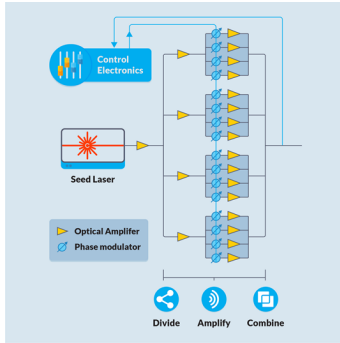 Control
Electronics
Seed Laser
Optical Amplifer
Phase modulator
Divide
Amplify
Combine